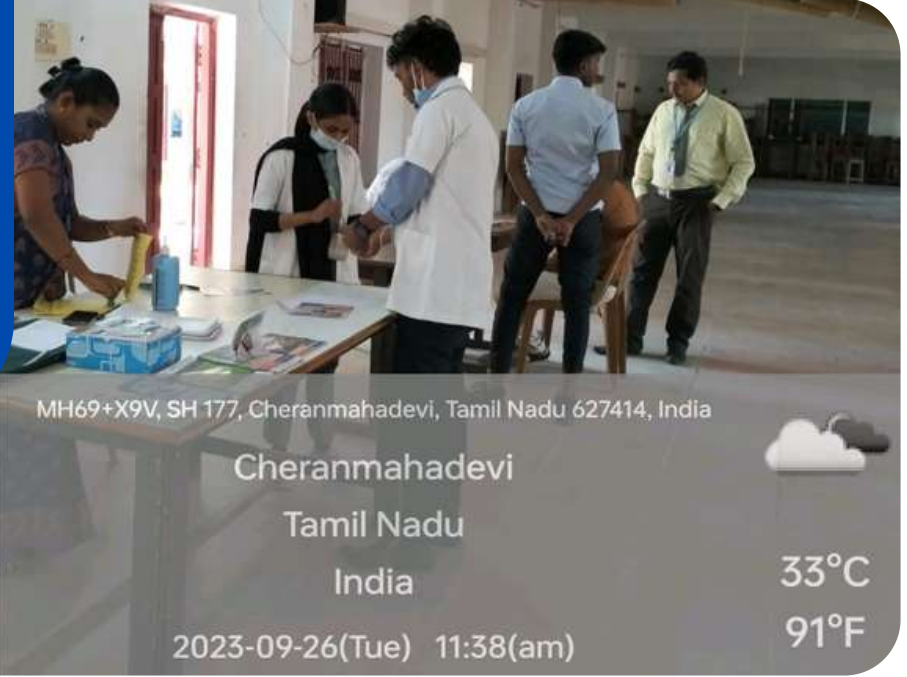 MH69+X9V, SH 177, Cheranmahadevi, Tamil Nadu 627414, India
Cheranmahadevi
Tamil Nadu
India
33°C
2023-09-26(Tue) 11:38(am)
91°F